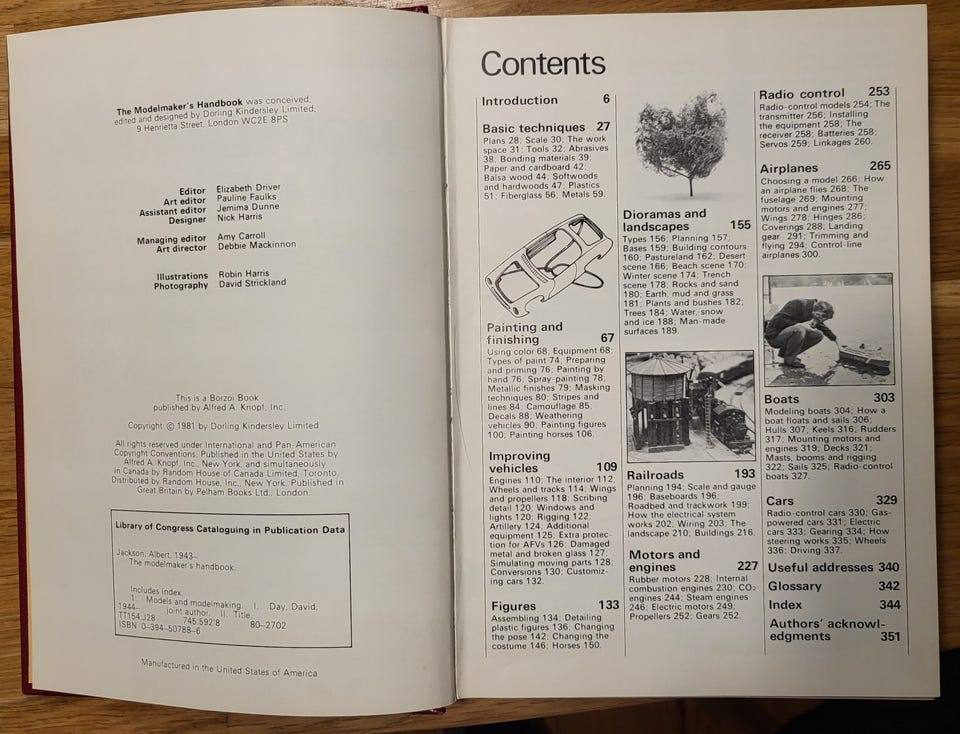 The Modelmaker's Handbook was conceived,
edited and designed by Dorling Kindersley Limited,
9 Henrietta Street, London WC2E 8PS
Editor Elizabeth Driver
Art editor Pauline Faulks
Assistant editor Jemima Dunne
Designer Nick Harris
Managing editor Amy Carroll
Art director Debbie Mackinnon
Illustrations Robin Harris
Photography David Strickland
This is a Borzoi Book
published by Alfred A. Knopf, Inc.
Copyright © 1981 by Dorling Kindersley Limited
All rights reserved under International and Pan-American
Copyright Conventions. Published in the United States by
Alfred A. Knopf, Inc., New York, and simultaneously
in Canada by Random House of Canada Limited, Toronto.
Distributed by Random House, Inc., New York. Published in
Great Britain by Pelham Books Ltd., London.
Library of Congress Cataloguing in Publication Data
Jackson, Albert, 1943–
The modelmaker's handbook.
Includes index.
1. Models and modelmaking. I. Day, David,
1944– joint author. II. Title.
TT154.J28 745.592'8 80–2702
ISBN 0–394–50788–6
Manufactured in the United States of America
Contents
Introduction 6
Basic techniques 27
Plans 28; Scale 30; The work
space 31; Tools 32; Abrasives
38; Bonding materials 39;
Paper and cardboard 42;
Balsa wood 44; Softwoods
and hardwoods 47; Plastics
51; Fiberglass 56; Metals 59.
Painting and
finishing 67
Using color 68; Equipment 68;
Types of paint 74; Preparing
and priming 76; Painting by
hand 76; Spray-painting 78;
Metallic finishes 79; Masking
techniques 80; Stripes and
lines 84; Camouflage 85;
Decals 88; Weathering
vehicles 90; Painting figures
100; Painting horses 106.
Improving
vehicles 109
Engines 110; The interior 112;
Wheels and tracks 114; Wings
and propellers 118; Scribing
detail 120; Windows and
lights 120; Rigging 122;
Artillery 124; Additional
equipment 125; Extra protec-
tion for AFVs 126; Damaged
metal and broken glass 127;
Simulating moving parts 128;
Conversions 130; Customiz-
ing cars 132.
Figures 133
Assembling 134; Detailing
plastic figures 136; Changing
the pose 142; Changing the
costume 146; Horses 150.
Dioramas and
landscapes 155
Types 156; Planning 157;
Bases 159; Building contours
160; Pastureland 162; Desert
scene 166; Beach scene 170;
Winter scene 174; Trench
scene 178; Rocks and sand
180; Earth, mud and grass
181; Plants and bushes 182;
Trees 184; Water, snow
and ice 188; Man-made
surfaces 189.
Railroads 193
Planning 194; Scale and gauge
196; Baseboards 196;
Roadbed and trackwork 199;
How the electrical system
works 202; Wiring 203; The
landscape 210; Buildings 216.
Motors and
engines 227
Rubber motors 228; Internal
combustion engines 230; CO₂
engines 244; Steam engines
246; Electric motors 249;
Propellers 252; Gears 252.
Radio control 253
Radio-control models 254; The
transmitter 256; Installing
the equipment 258; The
receiver 258; Batteries 258;
Servos 259; Linkages 260.
Airplanes 265
Choosing a model 266; How
an airplane flies 268; The
fuselage 269; Mounting
motors and engines 277;
Wings 278; Hinges 286;
Coverings 288; Landing
gear 291; Trimming and
flying 294; Control-line
airplanes 300.
Boats 303
Modeling boats 304; How a
boat floats and sails 306;
Hulls 307; Keels 316; Rudders
317; Mounting motors and
engines 319; Decks 321;
Masts, booms and rigging
322; Sails 325; Radio-control
boats 327.
Cars 329
Radio-control cars 330; Gas-
powered cars 331; Electric
cars 333; Gearing 334; How
steering works 335; Wheels
336; Driving 337.
Useful addresses 340
Glossary 342
Index 344
Authors' acknowl-
edgments 351